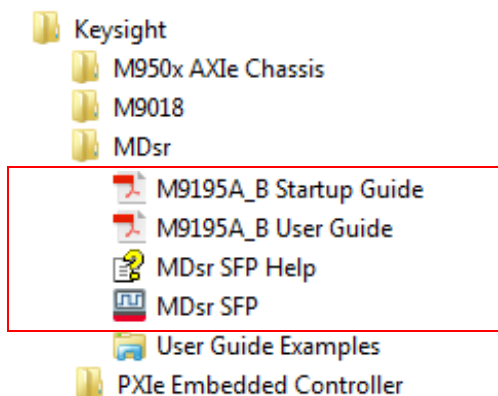 Keysight
M950x AXIe Chassis
M9018
MDsr
M9195A_B Startup Guide
M9195A_B User Guide
MDsr SFP Help
MDsr SFP
User Guide Examples
PXIe Embedded Controller